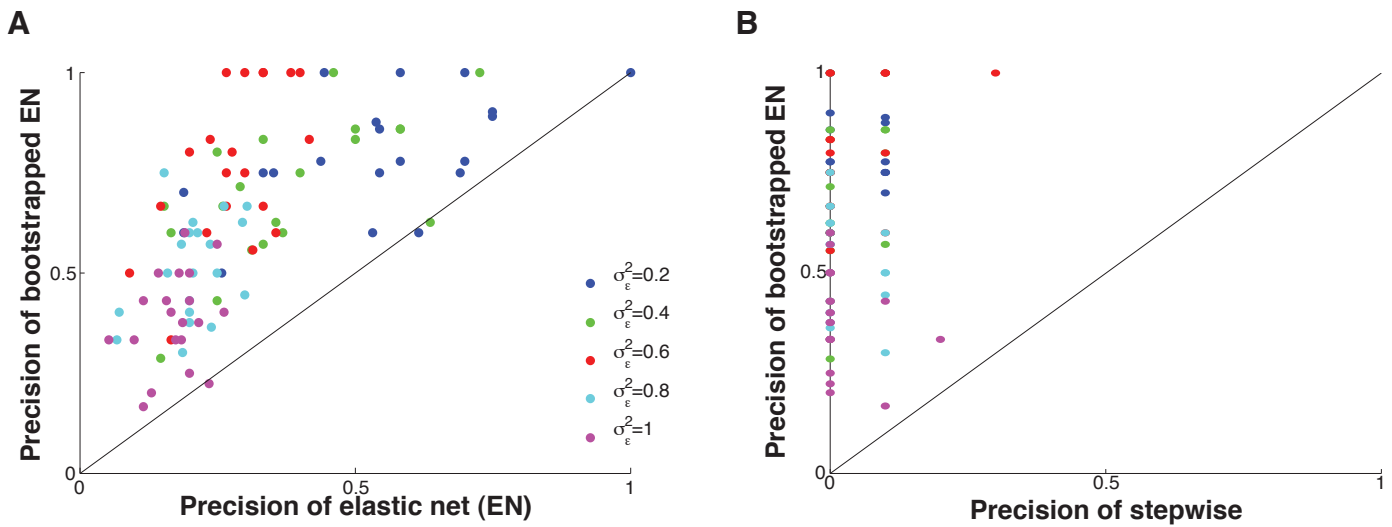 A
Precision of bootstrapped EN
1
0.5
0
0
0.5
1
Precision of elastic net (EN)
σ²ε=0.2
σ²ε=0.4
σ²ε=0.6
σ²ε=0.8
σ²ε=1
B
Precision of bootstrapped EN
1
0.5
0
0
0.5
1
Precision of stepwise